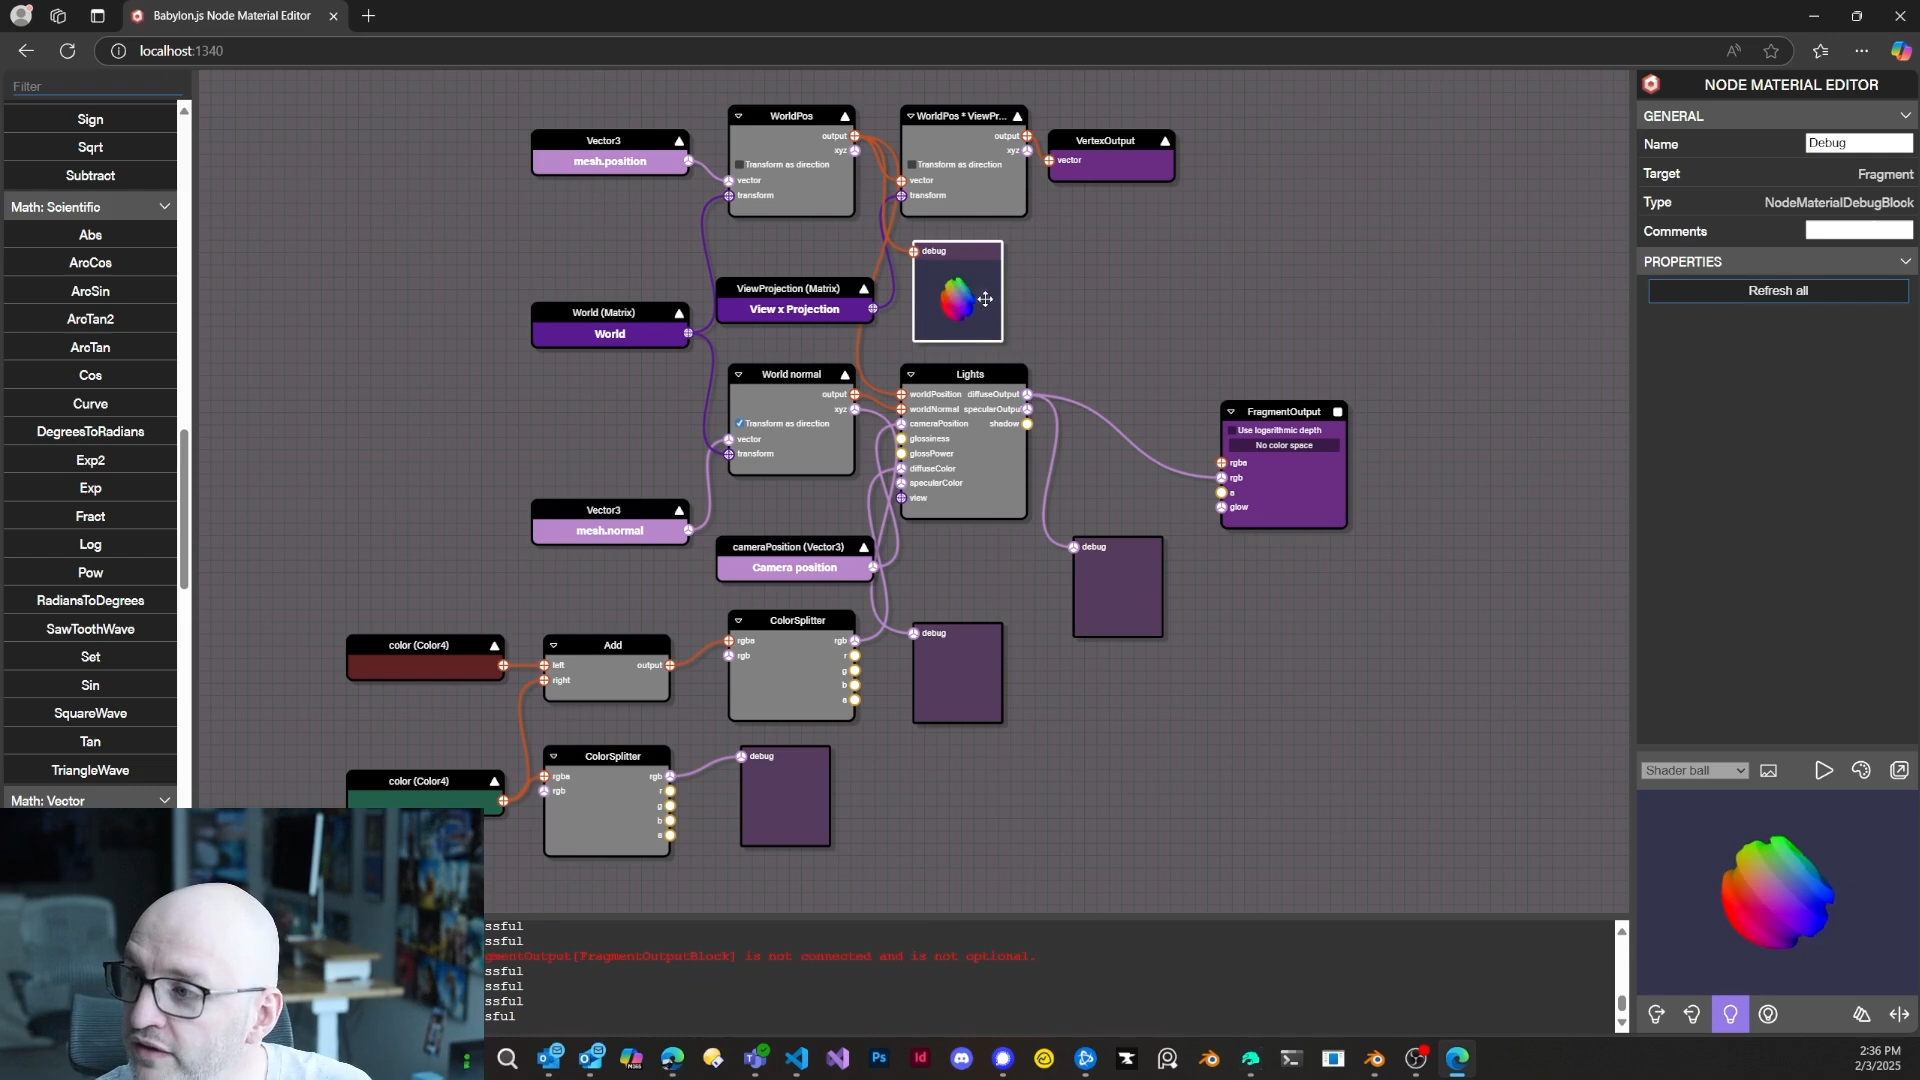 Babylon.js Node Material Editor
localhost:1340
Filter
Sign
Sqrt
Subtract
Math: Scientific
Abs
ArcCos
ArcSin
ArcTan2
ArcTan
Cos
Curve
DegreesToRadians
Exp2
Exp
Fract
Log
Pow
RadiansToDegrees
SawToothWave
Set
Sin
SquareWave
Tan
TriangleWave
Math: Vector
Vector3
mesh.position
WorldPos
output
xyz
Transform as direction
vector
transform
WorldPos * ViewPr...
output
xyz
Transform as direction
vector
transform
VertexOutput
vector
debug
ViewProjection (Matrix)
View x Projection
World (Matrix)
World
World normal
output
xyz
Transform as direction
vector
transform
Lights
worldPosition diffuseOutput
worldNormal specularOutput
cameraPosition shadow
glossiness
glossPower
diffuseColor
specularColor
view
FragmentOutput
Use logarithmic depth
No color space
rgba
rgb
a
glow
Vector3
mesh.normal
cameraPosition (Vector3)
Camera position
debug
color (Color4)
Add
left output
right
ColorSplitter
rgba rgb
rgb r
g
b
a
debug
color (Color4)
ColorSplitter
rgba rgb
rgb r
g
b
a
debug
ssful
ssful
gmentOutput[FragmentOutputBlock] is not connected and is not optional.
ssful
ssful
ssful
sful
NODE MATERIAL EDITOR
GENERAL
Name Debug
Target Fragment
Type NodeMaterialDebugBlock
Comments
PROPERTIES
Refresh all
Shader ball
M365
Ps
Id
2:36 PM
2/3/2025